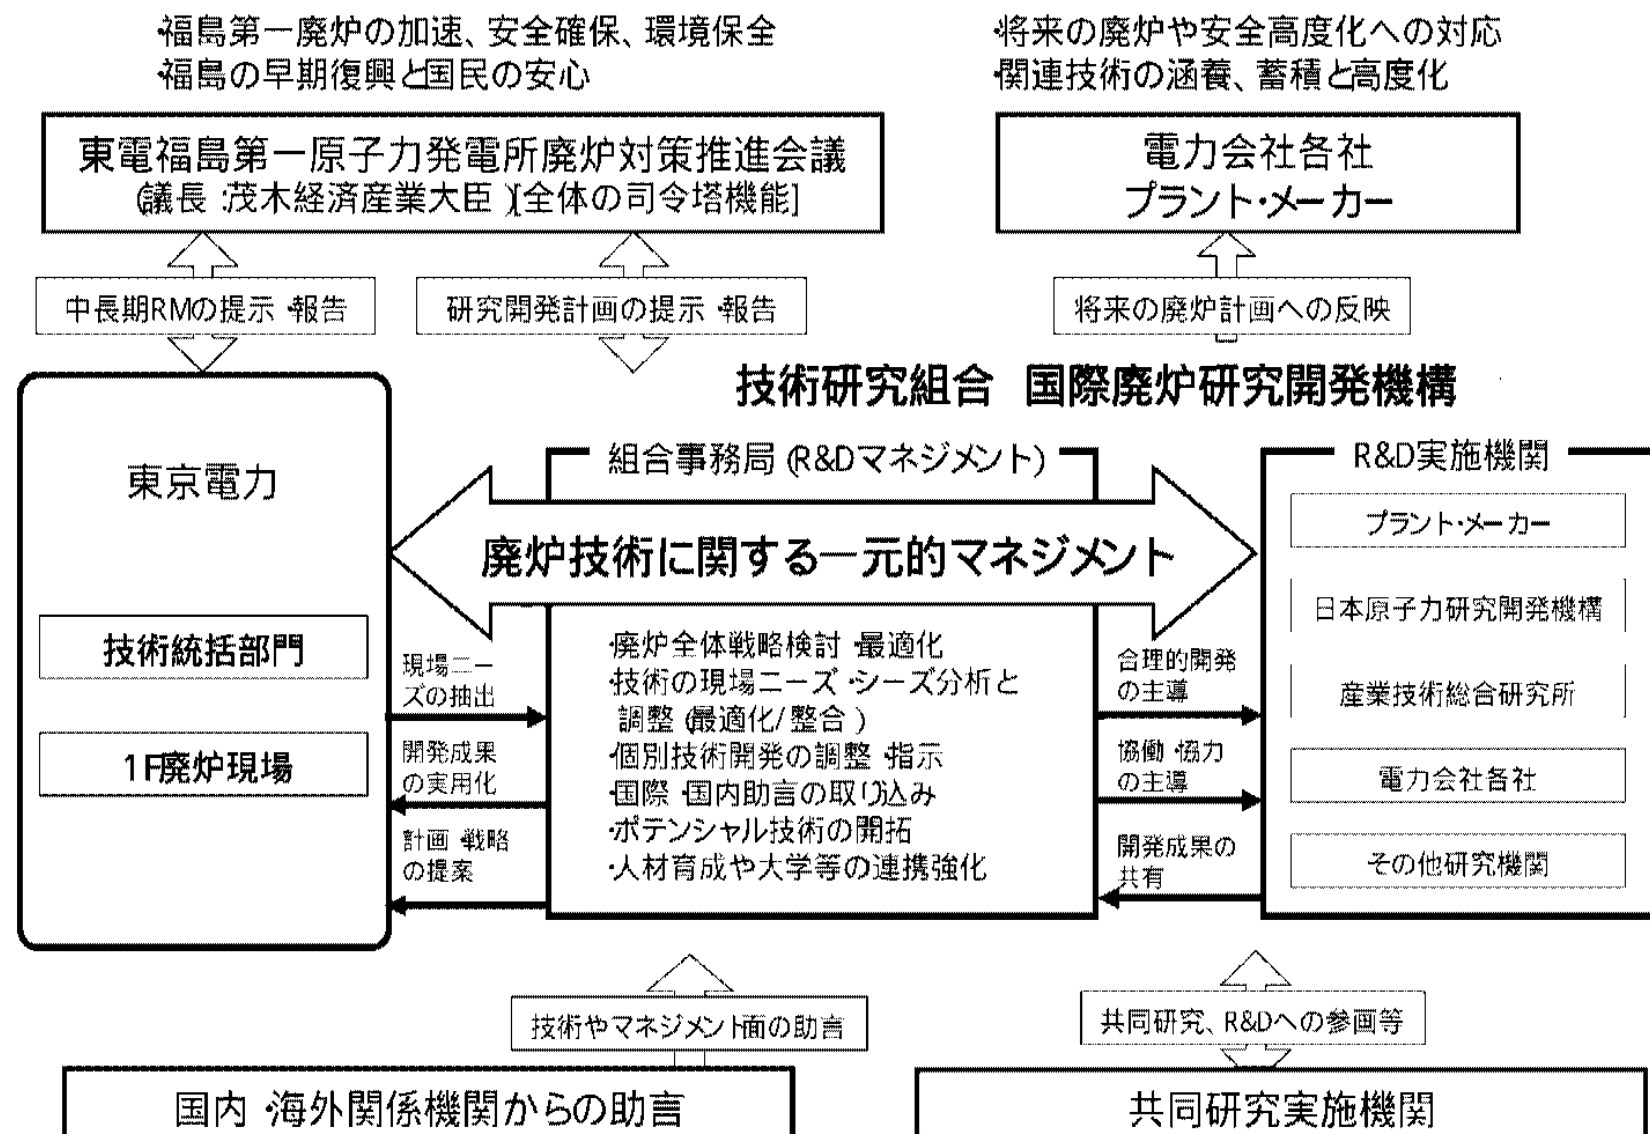 ・福島第一廃炉の加速、安全確保、環境保全
・福島の早期復興と国民の安心
・将来の廃炉や安全高度化への対応
・関連技術の涵養、蓄積と高度化
東電福島第一原子力発電所廃炉対策推進会議
(議長:茂木経済産業大臣)[全体の司令塔機能]
電力会社各社
プラント・メーカー
中長期RMの提示・報告
研究開発計画の提示・報告
将来の廃炉計画への反映
技術研究組合 国際廃炉研究開発機構
東京電力
技術統括部門
1F廃炉現場
組合事務局(R&Dマネジメント)
廃炉技術に関する一元的マネジメント
現場ニー
ズの抽出
開発成果
の実用化
計画・戦略
の提案
・廃炉全体戦略検討・最適化
・技術の現場ニーズ・シーズ分析と
調整(最適化/整合)
・個別技術開発の調整・指示
・国際・国内助言の取り込み
・ポテンシャル技術の開拓
・人材育成や大学等の連携強化
合理的開発
の主導
協働・協力
の主導
開発成果の
共有
R&D実施機関
プラント・メーカー
日本原子力研究開発機構
産業技術総合研究所
電力会社各社
その他研究機関
技術やマネジメント面の助言
共同研究、R&Dへの参画等
国内・海外関係機関からの助言
共同研究実施機関